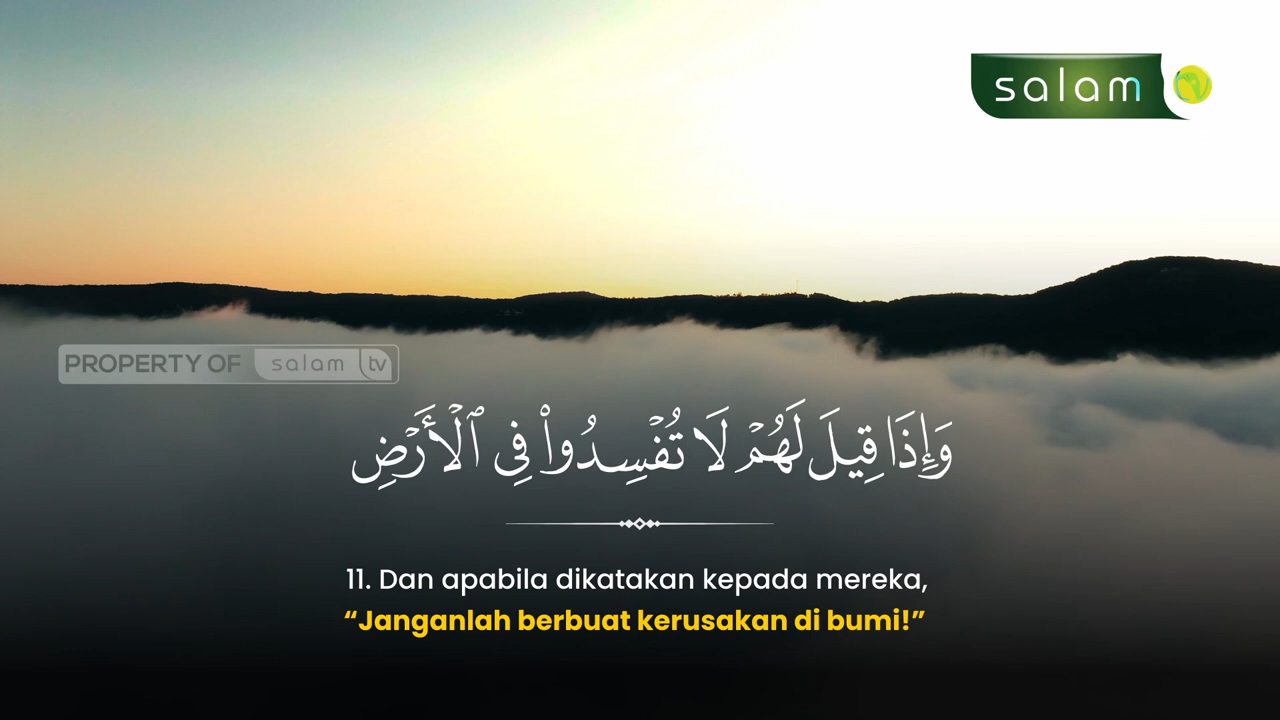 salam
PROPERTY OF salam tv
وَإِذَا قِيلَ لَهُمْ لَا تُفْسِدُوا۟ فِى ٱلْأَرْضِ
11. Dan apabila dikatakan kepada mereka,
“Janganlah berbuat kerusakan di bumi!”